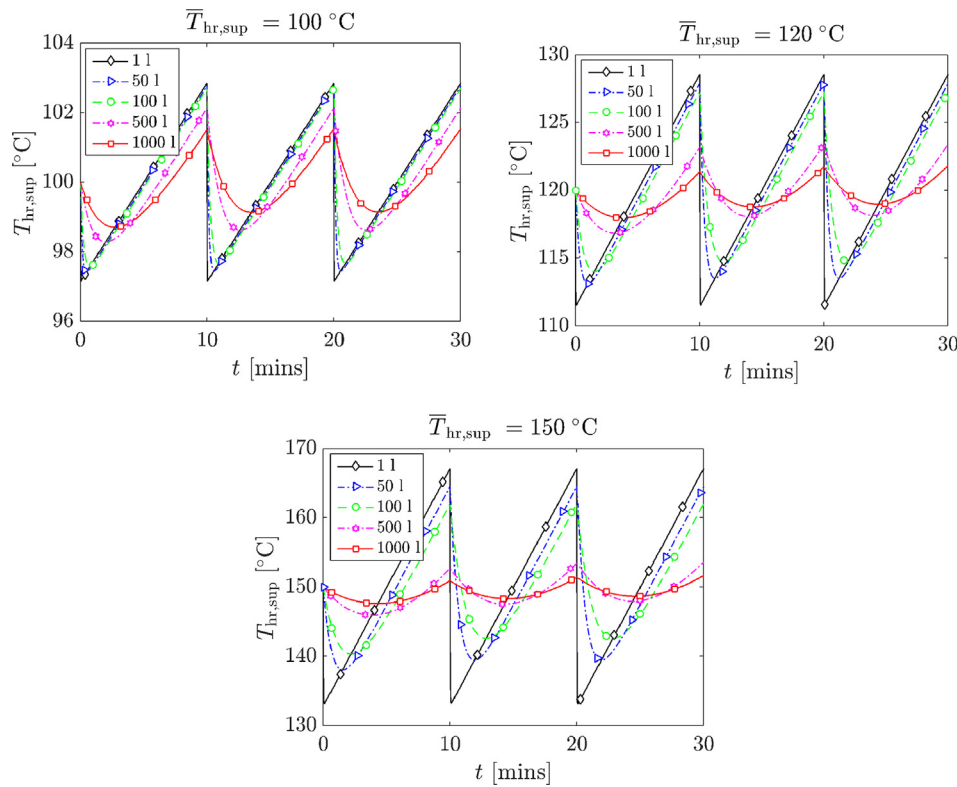 T̅hr,sup = 100 °C
104
102
100
98
96
0
10
20
30
Thr,sup [°C]
t [mins]
1 l
50 l
100 l
500 l
1000 l
T̅hr,sup = 120 °C
130
125
120
115
110
0
10
20
30
Thr,sup [°C]
t [mins]
1 l
50 l
100 l
500 l
1000 l
T̅hr,sup = 150 °C
170
160
150
140
130
0
10
20
30
Thr,sup [°C]
t [mins]
1 l
50 l
100 l
500 l
1000 l